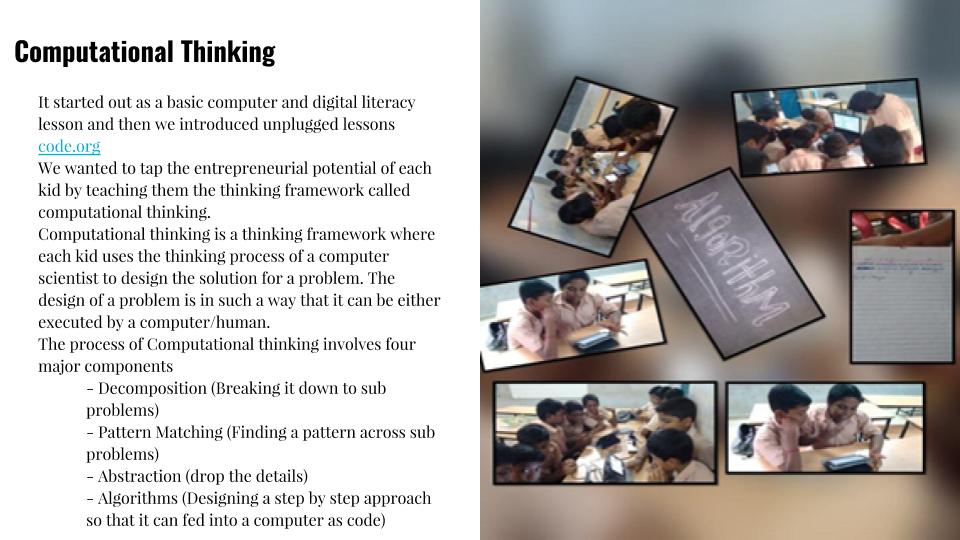 Computational Thinking
It started out as a basic computer and digital literacy
lesson and then we introduced unplugged lessons
code.org
We wanted to tap the entrepreneurial potential of each
kid by teaching them the thinking framework called
computational thinking.
Computational thinking is a thinking framework where
each kid uses the thinking process of a computer
scientist to design the solution for a problem. The
design of a problem is in such a way that it can be either
executed by a computer/human.
The process of Computational thinking involves four
major components
- Decomposition (Breaking it down to sub
problems)
- Pattern Matching (Finding a pattern across sub
problems)
- Abstraction (drop the details)
- Algorithms (Designing a step by step approach
so that it can fed into a computer as code)
AlgoRithM